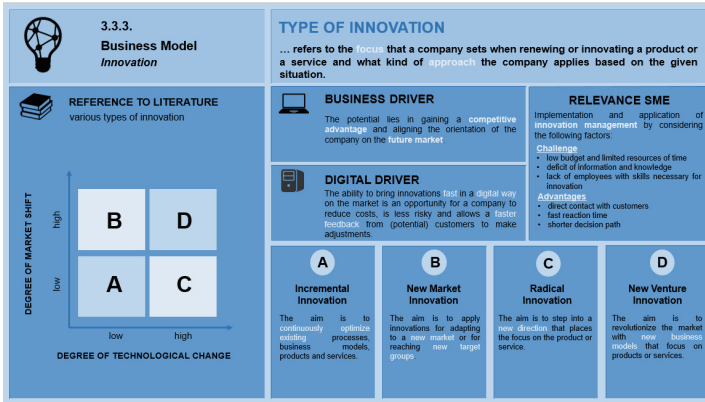 3.3.3.
Business Model
Innovation
TYPE OF INNOVATION
… refers to the focus that a company sets when renewing or innovating a product or
a service and what kind of approach the company applies based on the given
situation.
REFERENCE TO LITERATURE
various types of innovation
DEGREE OF MARKET SHIFT
high
low
B
D
A
C
low
high
DEGREE OF TECHNOLOGICAL CHANGE
BUSINESS DRIVER
The potential lies in gaining a competitive
advantage and aligning the orientation of the
company on the future market.
DIGITAL DRIVER
The ability to bring innovations fast in a digital way
on the market is an opportunity for a company to
reduce costs, is less risky and allows a faster
feedback from (potential) customers to make
adjustments.
RELEVANCE SME
Implementation and application of
innovation management by considering
the following factors:
Challenge
• low budget and limited resources of time
• deficit of information and knowledge
• lack of employees with skills necessary for
innovation
Advantages
• direct contact with customers
• fast reaction time
• shorter decision path
A
Incremental
Innovation
The aim is to
continuously optimize
existing processes,
business models,
products and services.
B
New Market
Innovation
The aim is to apply
innovations for adapting
to a new market or for
reaching new target
groups.
C
Radical
Innovation
The aim is to step into a
new direction that places
the focus on the product or
service.
D
New Venture
Innovation
The aim is to
revolutionize the market
with new business
models that focus on
products or services.